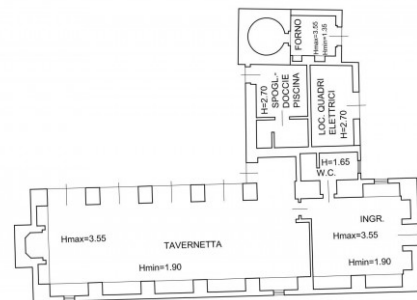 FORNO
Hmax=3.55
Hmin=1.35
H=2.70
SPOGL.-
DOCCIE
PISCINA
LOC. QUADRI
ELETTRICI
H=2.70
H=1.65
W.C.
INGR.
Hmax=3.55
Hmax=3.55
TAVERNETTA
Hmin=1.90
Hmin=1.90